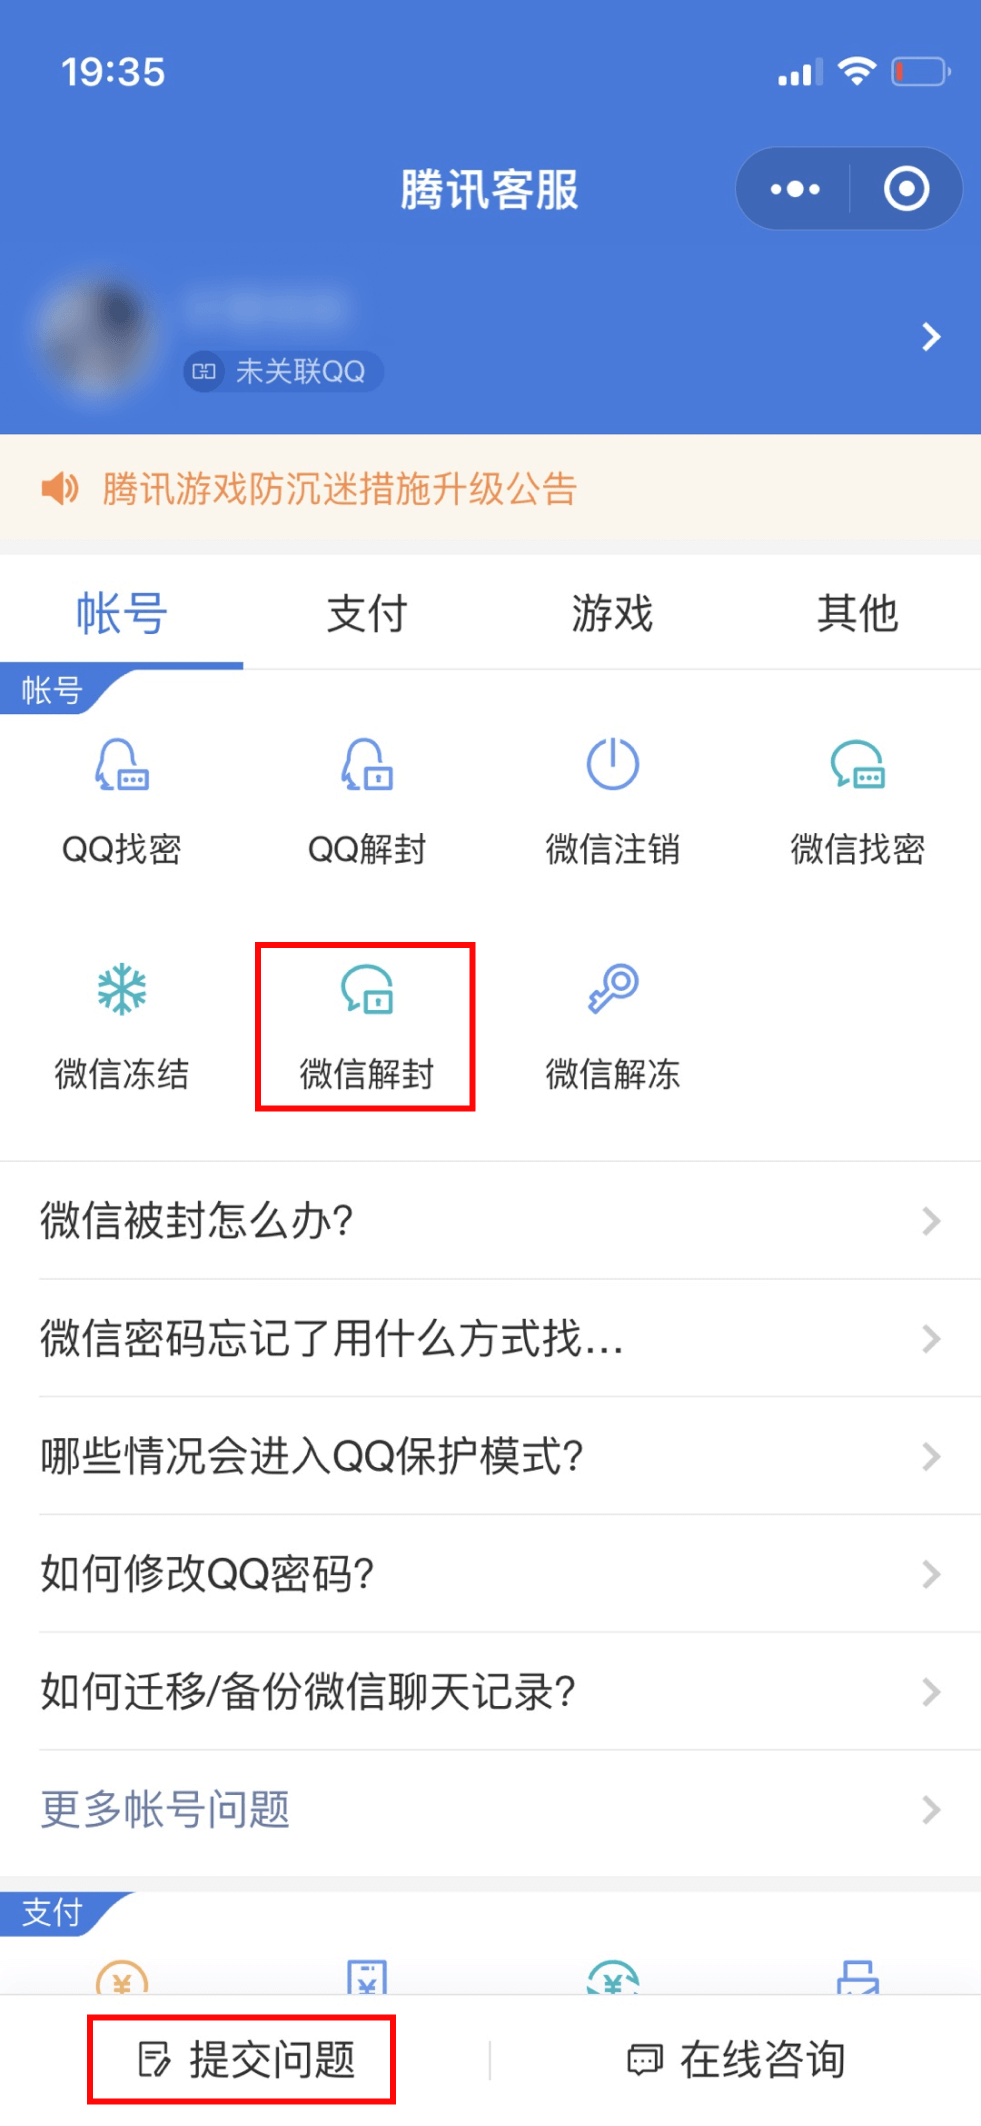 19:35
腾讯客服
未关联QQ
腾讯游戏防沉迷措施升级公告
帐号 支付 游戏 其他
帐号
QQ找密 QQ解封 微信注销 微信找密
微信冻结 微信解封 微信解冻
微信被封怎么办?
微信密码忘记了用什么方式找...
哪些情况会进入QQ保护模式?
如何修改QQ密码?
如何迁移/备份微信聊天记录?
更多帐号问题
支付
提交问题 在线咨询